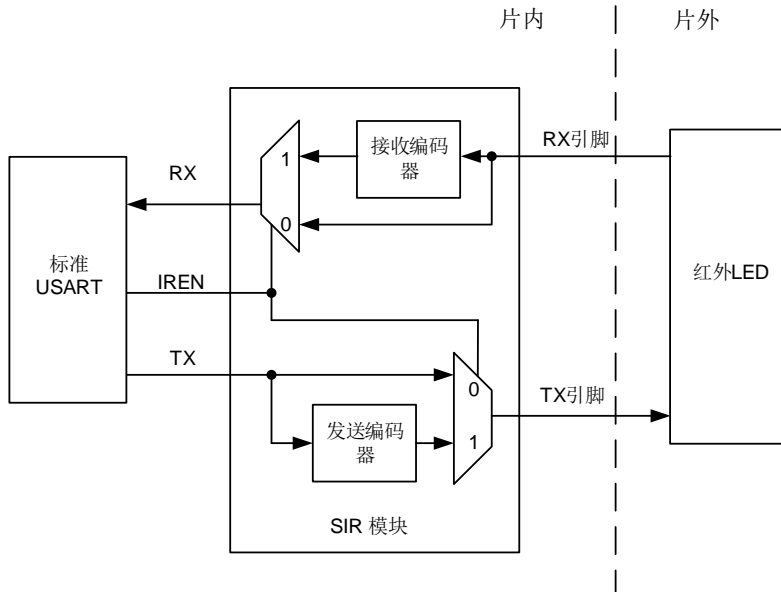 片内
片外
RX引脚
接收编码
器
1
RX
0
标准
USART
红外LED
IREN
TX
0
TX引脚
发送编码
器
1
SIR 模块